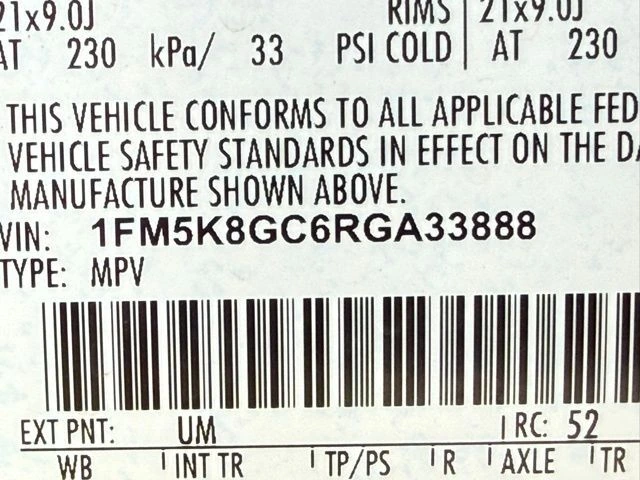 21x9.0J RIMS 21x9.0J
AT 230 kPa/ 33 PSI COLD AT 230
THIS VEHICLE CONFORMS TO ALL APPLICABLE FED
VEHICLE SAFETY STANDARDS IN EFFECT ON THE DA
MANUFACTURE SHOWN ABOVE.
VIN: 1FM5K8GC6RGA33888
TYPE: MPV
EXT PNT: UM RC: 52
WB INT TR TP/PS R AXLE TR